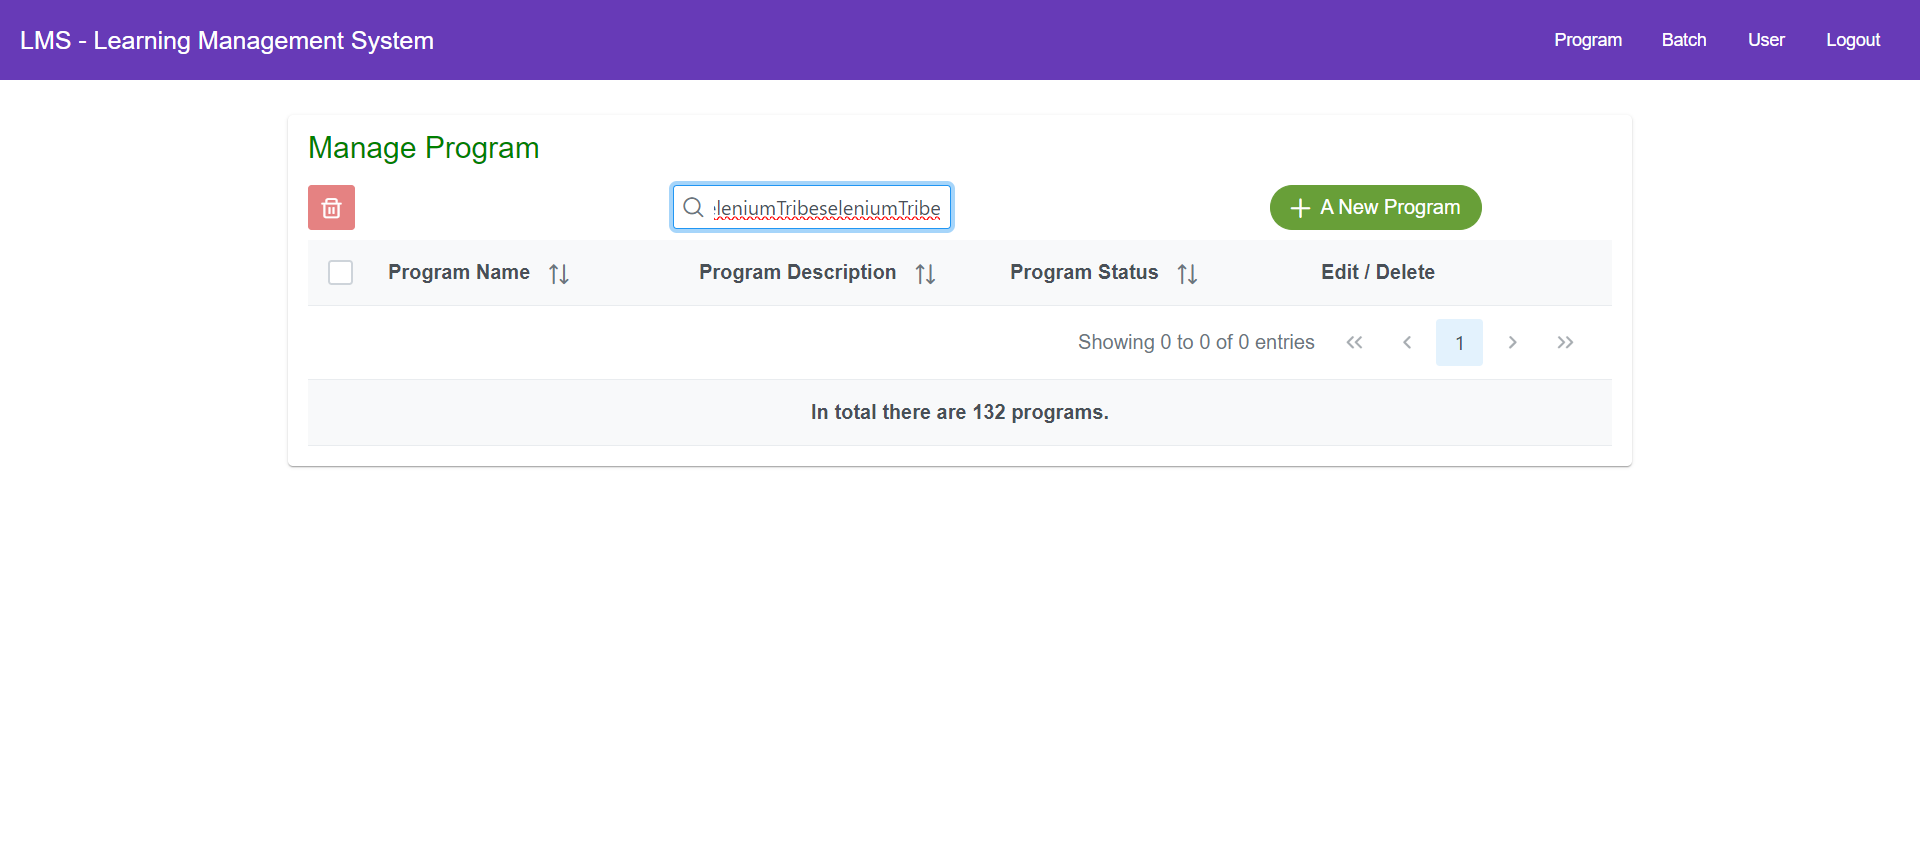 LMS - Learning Management System
Program Batch User Logout
Manage Program
leniumTribeseleniumTribe
A New Program
Program Name Program Description Program Status Edit / Delete
Showing 0 to 0 of 0 entries « ‹ 1 › »
In total there are 132 programs.